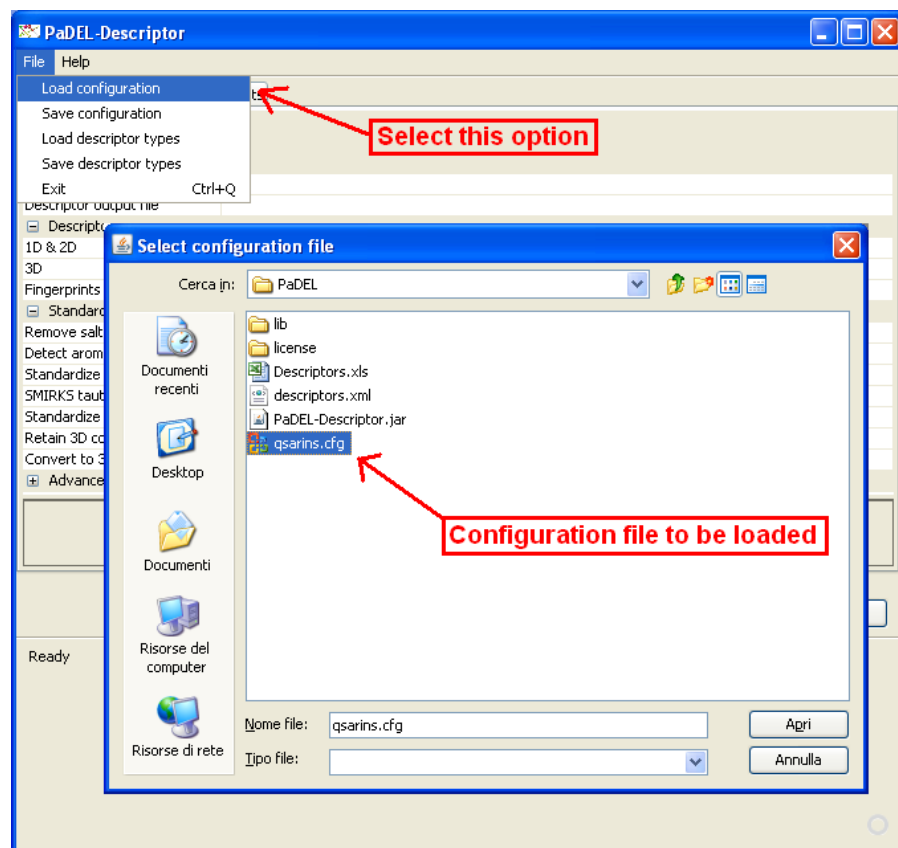 PaDEL-Descriptor
File Help
Load configuration
ts
Save configuration
Select this option
Load descriptor types
Save descriptor types
Exit Ctrl+Q
Descriptor output file
Descripto
1D & 2D
3D
Fingerprints
Standard
Remove salt
Detect arom
Standardize
SMIRKS taut
Standardize
Retain 3D co
Convert to 3
Advance
Select configuration file
Cerca in: PaDEL
Documenti
recenti
Desktop
Documenti
Risorse del
computer
Risorse di rete
lib
license
Descriptors.xls
descriptors.xml
PaDEL-Descriptor.jar
qsarins.cfg
Configuration file to be loaded
Nome file: qsarins.cfg Apri
Tipo file: Annulla
Ready